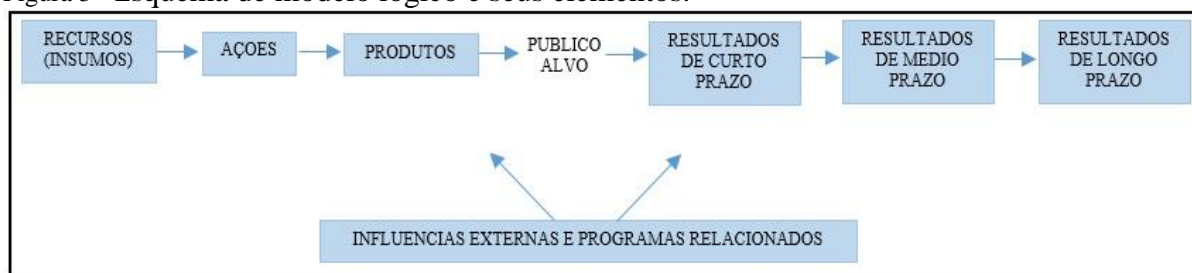 Figura 3 - Esquema de modelo lógico e seus elementos.
RECURSOS
(INSUMOS)
AÇOES
PRODUTOS
PUBLICO
ALVO
RESULTADOS
DE CURTO
PRAZO
RESULTADOS
DE MEDIO
PRAZO
RESULTADOS
DE LONGO
PRAZO
INFLUENCIAS EXTERNAS E PROGRAMAS RELACIONADOS